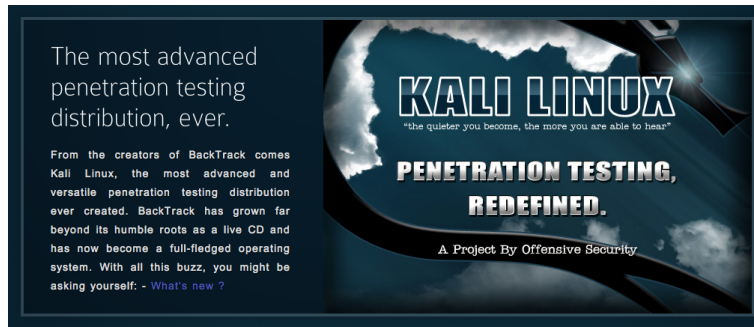 The most advanced
penetration testing
distribution, ever.
From the creators of BackTrack comes
Kali Linux, the most advanced and
versatile penetration testing distribution
ever created. BackTrack has grown far
beyond its humble roots as a live CD and
has now become a full-fledged operating
system. With all this buzz, you might be
asking yourself: - What's new ?
KALI LINUX
"the quieter you become, the more you are able to hear"
PENETRATION TESTING,
REDEFINED.
A Project By Offensive Security